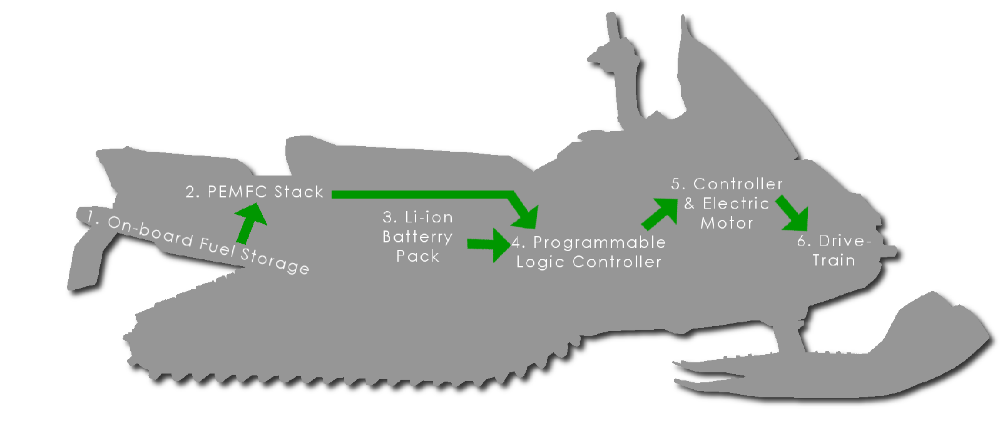 1. On-board Fuel Storage
2. PEMFC Stack
3. Li-ion
Batterry
Pack
4. Programmable
Logic Controller
5. Controller
& Electric
Motor
6. Drive-
Train